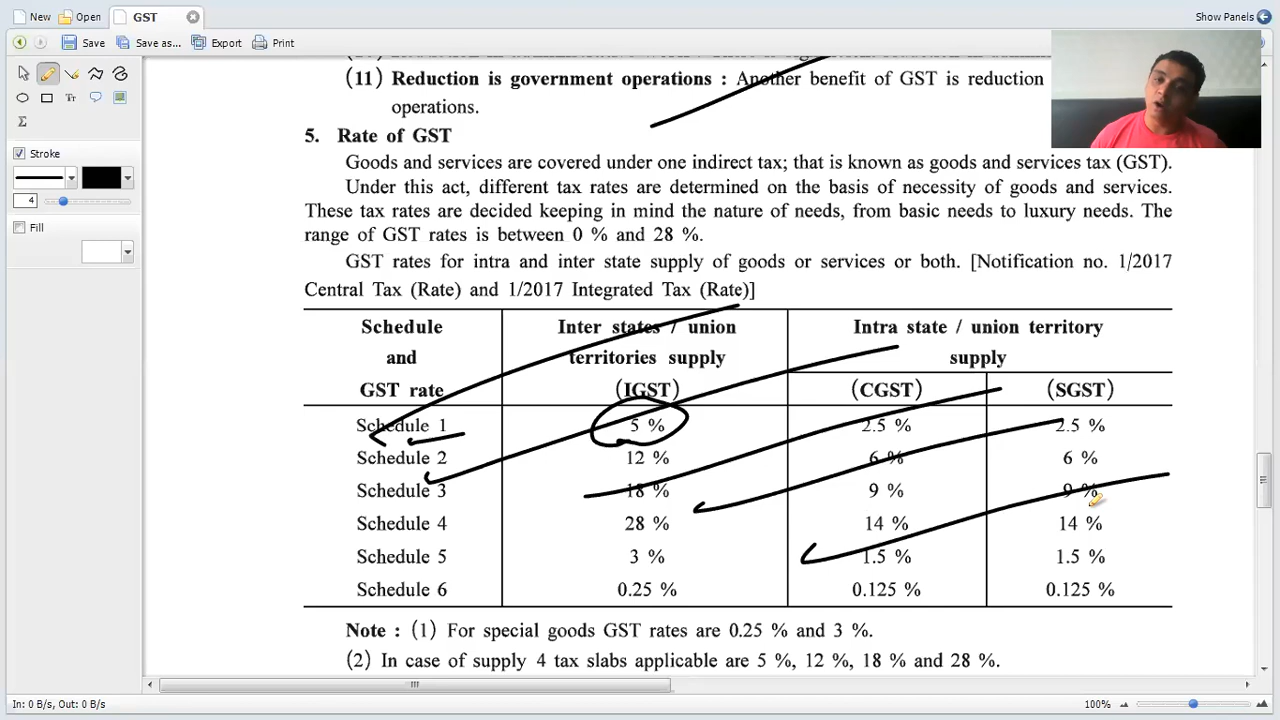 New Open GST Show Panels
Save Save as... Export Print
(11) Reduction is government operations : Another benefit of GST is reduction
operations.
5. Rate of GST
Goods and services are covered under one indirect tax; that is known as goods and services tax (GST).
Under this act, different tax rates are determined on the basis of necessity of goods and services.
These tax rates are decided keeping in mind the nature of needs, from basic needs to luxury needs. The
range of GST rates is between 0 % and 28 %.
GST rates for intra and inter state supply of goods or services or both. [Notification no. 1/2017
Central Tax (Rate) and 1/2017 Integrated Tax (Rate)]
Schedule Inter states / union Intra state / union territory
and territories supply supply
GST rate (IGST) (CGST) (SGST)
Schedule 1 5 % 2.5 % 2.5 %
Schedule 2 12 % 6 % 6 %
Schedule 3 18 % 9 % 9 %
Schedule 4 28 % 14 % 14 %
Schedule 5 3 % 1.5 % 1.5 %
Schedule 6 0.25 % 0.125 % 0.125 %
Note : (1) For special goods GST rates are 0.25 % and 3 %.
(2) In case of supply 4 tax slabs applicable are 5 %, 12 %, 18 % and 28 %.
Tr
Σ
Stroke
4
Fill
In: 0 B/s, Out: 0 B/s 100%